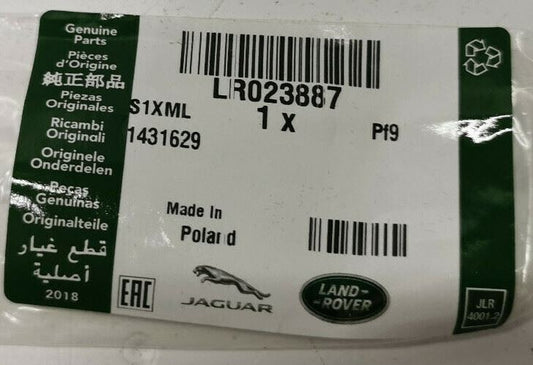 Genuine
Parts
Pièces
d'Origine
純正部品
Piezas
Originales
Ricambi
Originali
Originele
Onderdelen
Peças
Genuinas
Originalteile
قطع غيار
أصلية
2018
LR023887
S1XML
1 x
1431629
Pf9
Made In
Poland
EAC
JAGUAR
LAND-
-ROVER
JLR
4001.2